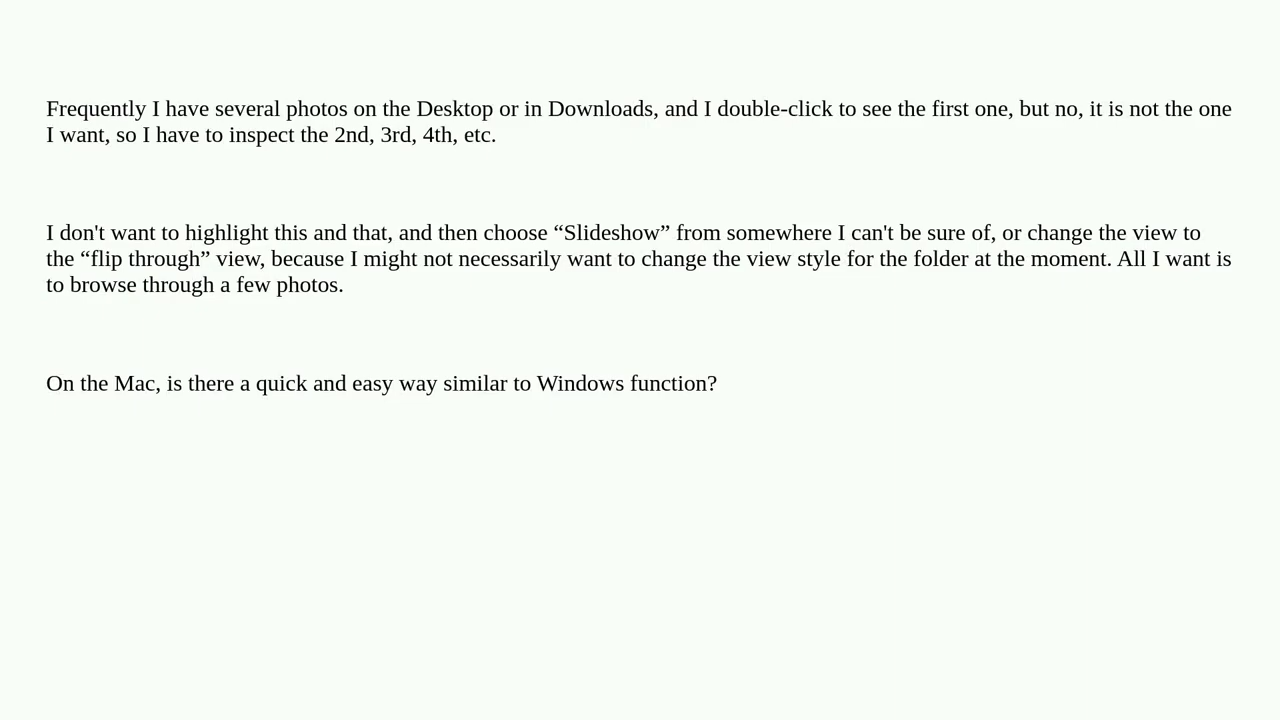 Frequently I have several photos on the Desktop or in Downloads, and I double-click to see the first one, but no, it is not the one
I want, so I have to inspect the 2nd, 3rd, 4th, etc.
I don't want to highlight this and that, and then choose “Slideshow” from somewhere I can't be sure of, or change the view to
the “flip through” view, because I might not necessarily want to change the view style for the folder at the moment. All I want is
to browse through a few photos.
On the Mac, is there a quick and easy way similar to Windows function?